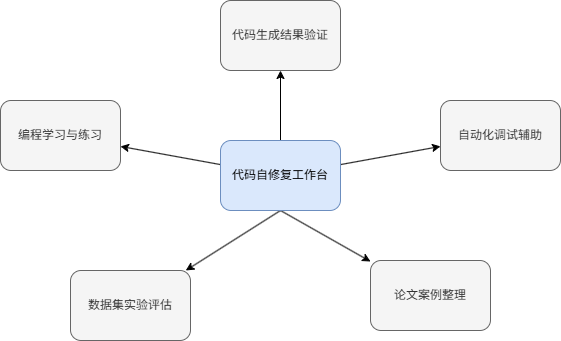 代码生成结果验证
编程学习与练习
自动化调试辅助
代码自修复工作台
数据集实验评估
论文案例整理